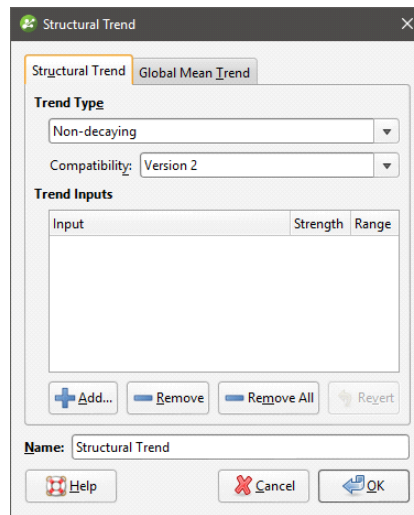 Structural Trend
Structural Trend Global Mean Trend
Trend Type
Non-decaying
Compatibility: Version 2
Trend Inputs
Input Strength Range
Add... Remove Remove All Revert
Name: Structural Trend
Help Cancel OK